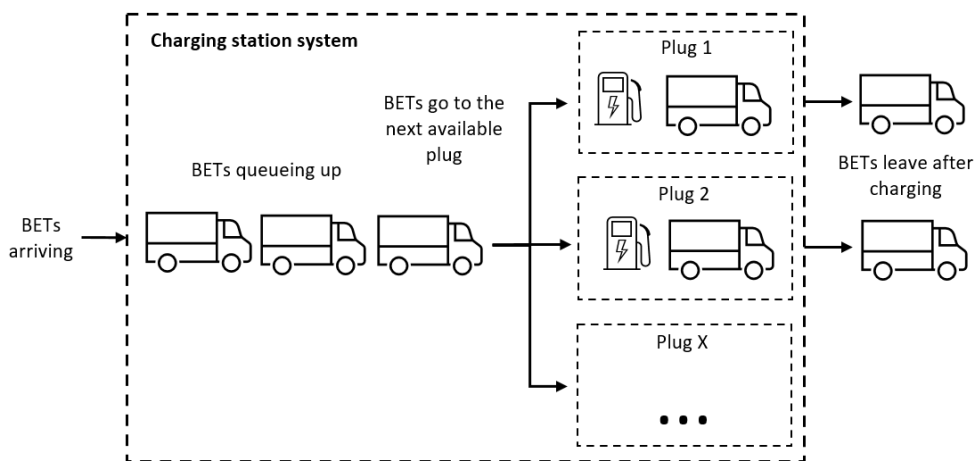 Charging station system
Plug 1
BETs go to the
next available
plug
BETs queueing up
BETs leave after
charging
Plug 2
BETs
arriving
Plug X
...